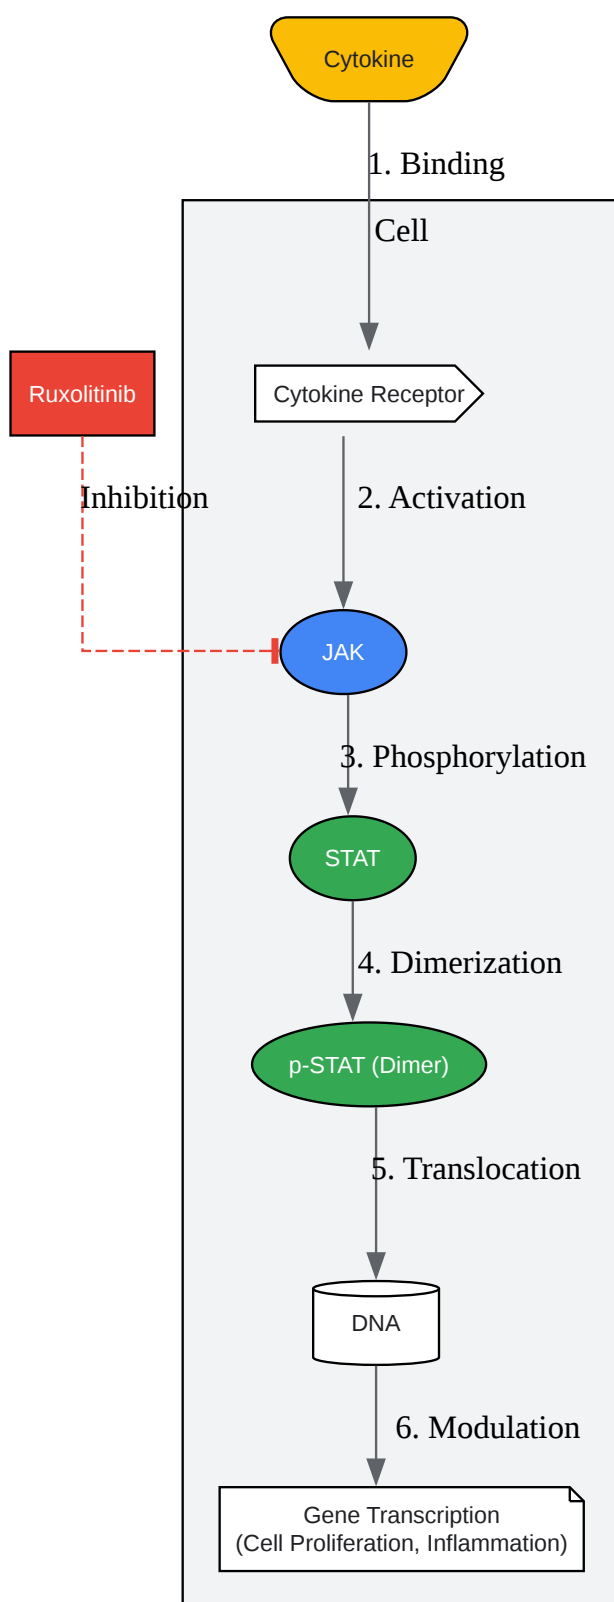 Cytokine
1. Binding
Cell
Ruxolitinib
Cytokine Receptor
Inhibition
2. Activation
JAK
3. Phosphorylation
STAT
4. Dimerization
p-STAT (Dimer)
5. Translocation
DNA
6. Modulation
Gene Transcription
(Cell Proliferation, Inflammation)